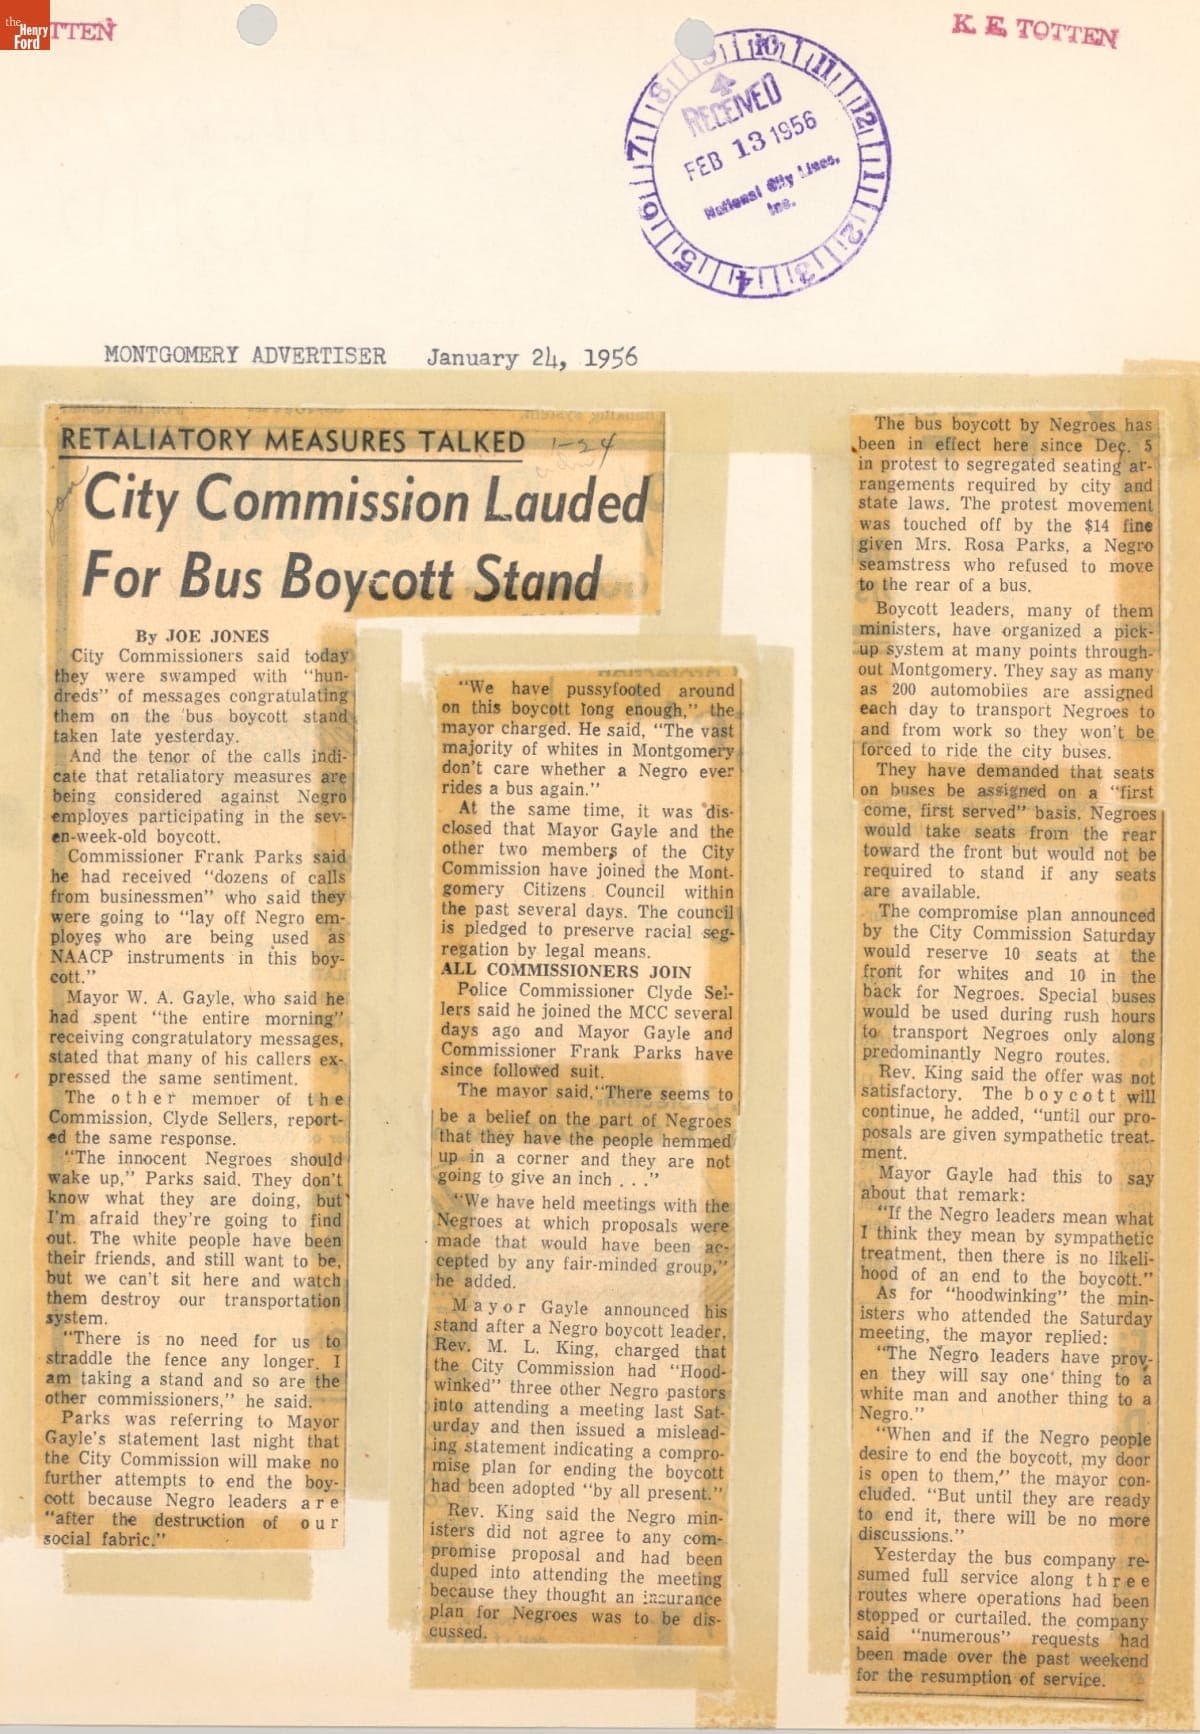 the
Henry
Ford
TTEN
K. E. TOTTEN
7 8 9 10 11 12 1 2 3 4 5 6
RECEIVED
FEB 13 1956
National City Lines,
Inc.
MONTGOMERY ADVERTISER January 24, 1956
RETALIATORY MEASURES TALKED
1-24
City Commission Lauded
For Bus Boycott Stand
By JOE JONES
City Commissioners said today
they were swamped with "hun-
dreds" of messages congratulating
them on the bus boycott stand
taken late yesterday.
And the tenor of the calls indi-
cate that retaliatory measures are
being considered against Negro
employes participating in the sev-
en-week-old boycott.
Commissioner Frank Parks said
he had received "dozens of calls
from businessmen" who said they
were going to "lay off Negro em-
ployes who are being used as
NAACP instruments in this boy-
cott."
Mayor W. A. Gayle, who said he
had spent "the entire morning"
receiving congratulatory messages,
stated that many of his callers ex-
pressed the same sentiment.
The other member of the
Commission, Clyde Sellers, report-
ed the same response.
"The innocent Negroes should
wake up," Parks said. They don't
know what they are doing, but
I'm afraid they're going to find
out. The white people have been
their friends, and still want to be,
but we can't sit here and watch
them destroy our transportation
system.
"There is no need for us to
straddle the fence any longer. I
am taking a stand and so are the
other commissioners," he said.
Parks was referring to Mayor
Gayle's statement last night that
the City Commission will make no
further attempts to end the boy-
cott because Negro leaders are
"after the destruction of our
social fabric."
"We have pussyfooted around
on this boycott long enough," the
mayor charged. He said, "The vast
majority of whites in Montgomery
don't care whether a Negro ever
rides a bus again."
At the same time, it was dis-
closed that Mayor Gayle and the
other two members of the City
Commission have joined the Mont-
gomery Citizens Council within
the past several days. The council
is pledged to preserve racial seg-
regation by legal means.
ALL COMMISSIONERS JOIN
Police Commissioner Clyde Sel-
lers said he joined the MCC several
days ago and Mayor Gayle and
Commissioner Frank Parks have
since followed suit.
The mayor said, "There seems to
be a belief on the part of Negroes
that they have the people hemmed
up in a corner and they are not
going to give an inch . . ."
"We have held meetings with the
Negroes at which proposals were
made that would have been ac-
cepted by any fair-minded group,"
he added.
Mayor Gayle announced his
stand after a Negro boycott leader,
Rev. M. L. King, charged that
the City Commission had "Hood-
winked" three other Negro pastors
into attending a meeting last Sat-
urday and then issued a mislead-
ing statement indicating a compro-
mise plan for ending the boycott
had been adopted "by all present."
Rev. King said the Negro min-
isters did not agree to any com-
promise proposal and had been
duped into attending the meeting
because they thought an insurance
plan for Negroes was to be dis-
cussed.
The bus boycott by Negroes has
been in effect here since Dec. 5
in protest to segregated seating ar-
rangements required by city and
state laws. The protest movement
was touched off by the $14 fine
given Mrs. Rosa Parks, a Negro
seamstress who refused to move
to the rear of a bus.
Boycott leaders, many of them
ministers, have organized a pick-
up system at many points through-
out Montgomery. They say as many
as 200 automobiles are assigned
each day to transport Negroes to
and from work so they won't be
forced to ride the city buses.
They have demanded that seats
on buses be assigned on a "first
come, first served" basis. Negroes
would take seats from the rear
toward the front but would not be
required to stand if any seats
are available.
The compromise plan announced
by the City Commission Saturday
would reserve 10 seats at the
front for whites and 10 in the
back for Negroes. Special buses
would be used during rush hours
to transport Negroes only along
predominantly Negro routes.
Rev. King said the offer was not
satisfactory. The boycott will
continue, he added, "until our pro-
posals are given sympathetic treat-
ment.
Mayor Gayle had this to say
about that remark:
"If the Negro leaders mean what
I think they mean by sympathetic
treatment, then there is no likeli-
hood of an end to the boycott."
As for "hoodwinking" the min-
isters who attended the Saturday
meeting, the mayor replied:
"The Negro leaders have prov-
en they will say one thing to a
white man and another thing to a
Negro."
"When and if the Negro people
desire to end the boycott, my door
is open to them," the mayor con-
cluded. "But until they are ready
to end it, there will be no more
discussions."
Yesterday the bus company re-
sumed full service along three
routes where operations had been
stopped or curtailed. the company
said "numerous" requests had
been made over the past weekend
for the resumption of service.